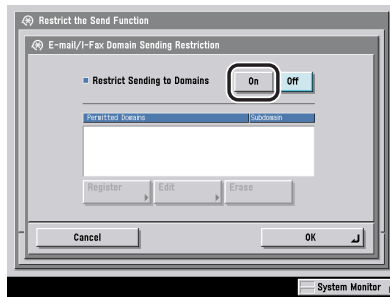 Restrict the Send Function
E-mail/I-Fax Domain Sending Restriction
Restrict Sending to Domains On Off
Permitted Domains Subdomain
Register Edit Erase
Cancel OK
System Monitor